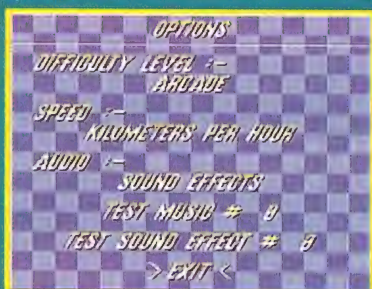 OPTIONS
DIFFICULTY LEVEL :-
ARCADE
SPEED :-
KILOMETERS PER HOUR
AUDIO :-
SOUND EFFECTS
TEST MUSIC # 0
TEST SOUND EFFECT # 0
> EXIT <